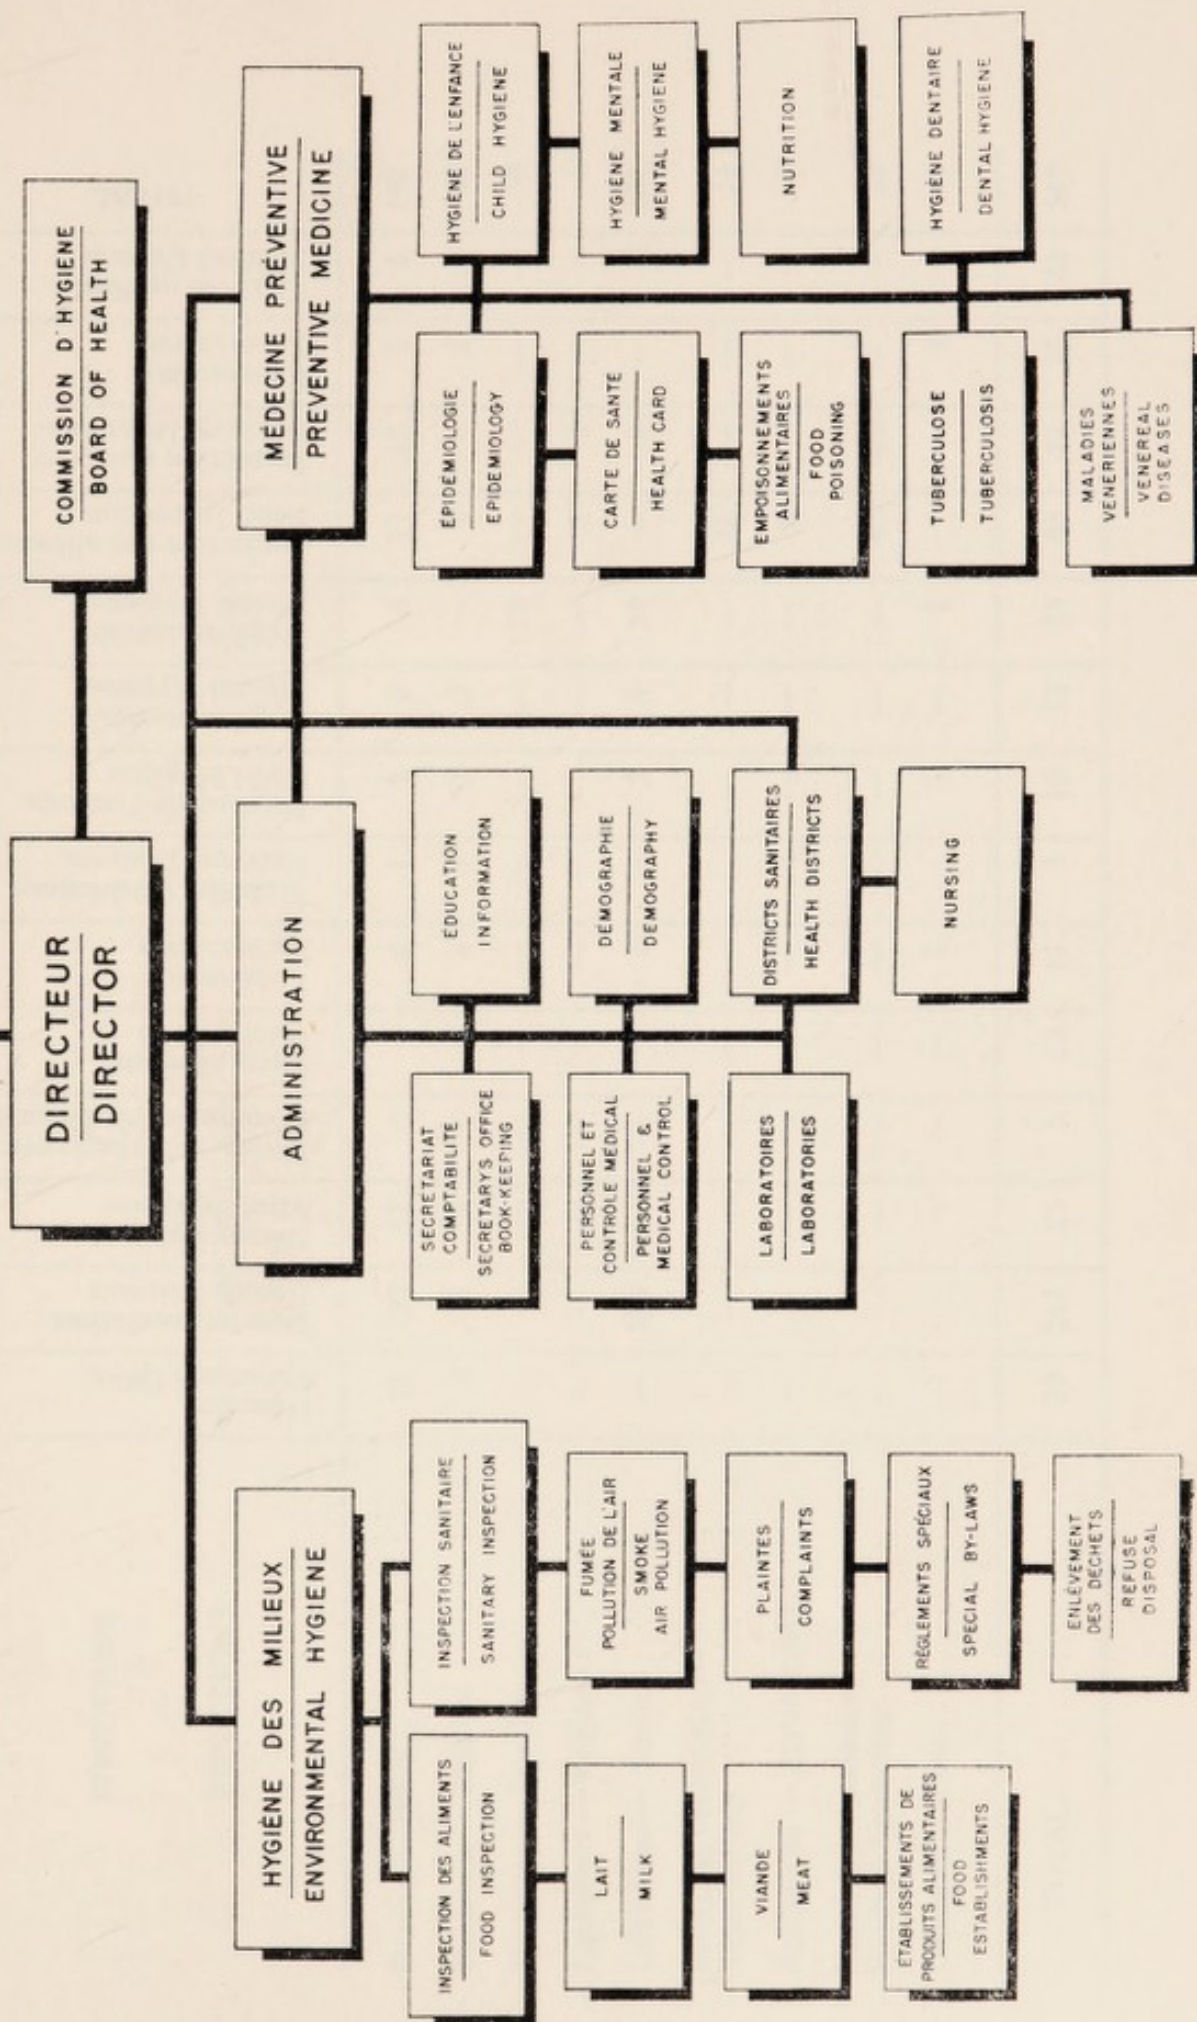 DIRECTEUR
DIRECTOR
COMMISSION D'HYGIENE
BOARD OF HEALTH
HYGIÈNE DES MILIEUX
ENVIRONMENTAL HYGIENE
ADMINISTRATION
MÉDECINE PRÉVENTIVE
PREVENTIVE MEDICINE
INSPECTION DES ALIMENTS
FOOD INSPECTION
LAIT
MILK
VIANDE
MEAT
ETABLISSEMENTS DE
PRODUITS ALIMENTAIRES
FOOD
ESTABLISHMENTS
INSPECTION SANITAIRE
SANITARY INSPECTION
FUMÉE
POLLUTION DE L'AIR
SMOKE
AIR POLLUTION
PLAINTES
COMPLAINTS
RÈGLEMENTS SPÉCIAUX
SPECIAL BY-LAWS
ENLÈVEMENT
DES DÉCHETS
REFUSE
DISPOSAL
SECRETARIAT
COMPTABILITE
SECRETARYS OFFICE
BOOK-KEEPING
PERSONNEL ET
CONTROLE MEDICAL
PERSONNEL &
MEDICAL CONTROL
LABORATOIRES
LABORATORIES
EDUCATION
INFORMATION
DÉMOGRAPHIE
DEMOGRAPHY
DISTRICTS SANITAIRES
HEALTH DISTRICTS
NURSING
ÉPIDEMIOLOGIE
EPIDEMIOLOGY
CARTE DE SANTE
HEALTH CARD
EMPOISONNEMENTS
ALIMENTAIRES
FOOD
POISONING
TUBERCULOSE
TUBERCULOSIS
MALADIES
VENERIENNES
VENEREAL
DISEASES
HYGIÈNE DE L'ENFANCE
CHILD HYGIENE
HYGIÈNE MENTALE
MENTAL HYGIENE
NUTRITION
HYGIÈNE DENTAIRE
DENTAL HYGIENE